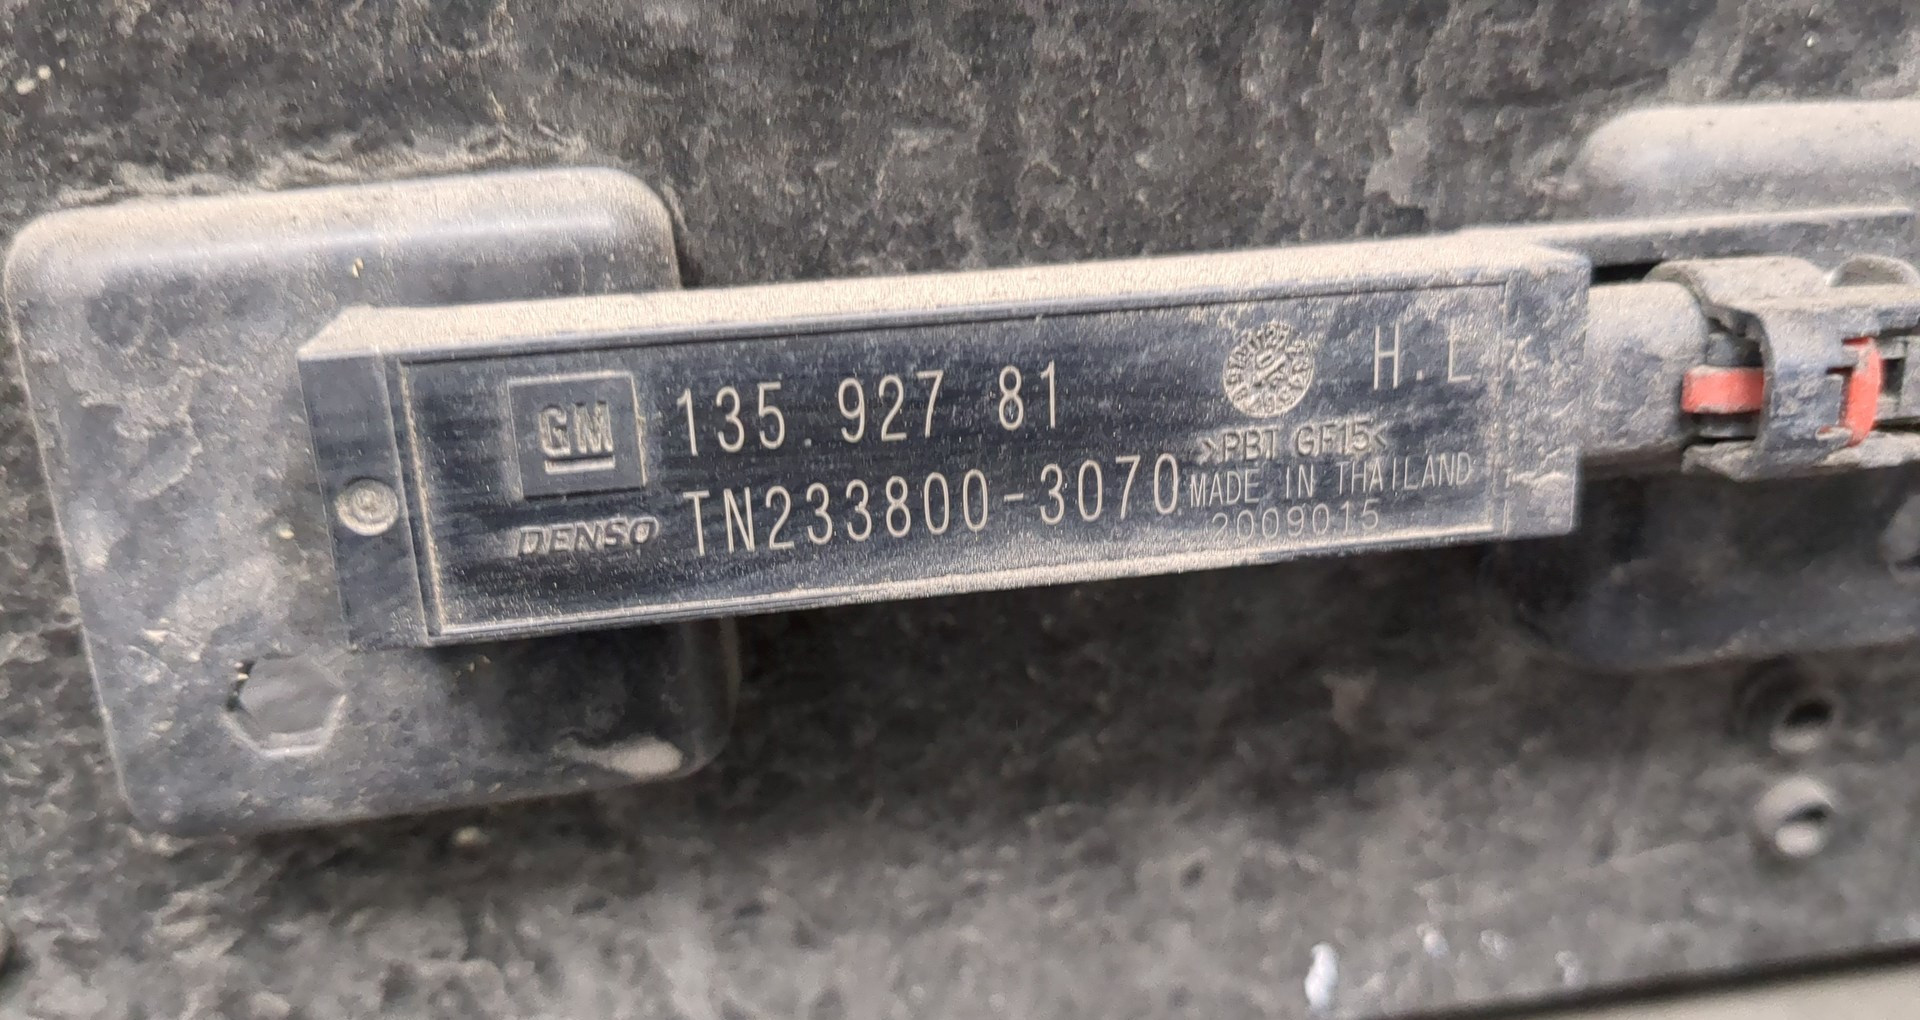 GM 135.927 81 H.L
>PBT GF15<
DENSO TN233800-3070 MADE IN THAILAND
2009015